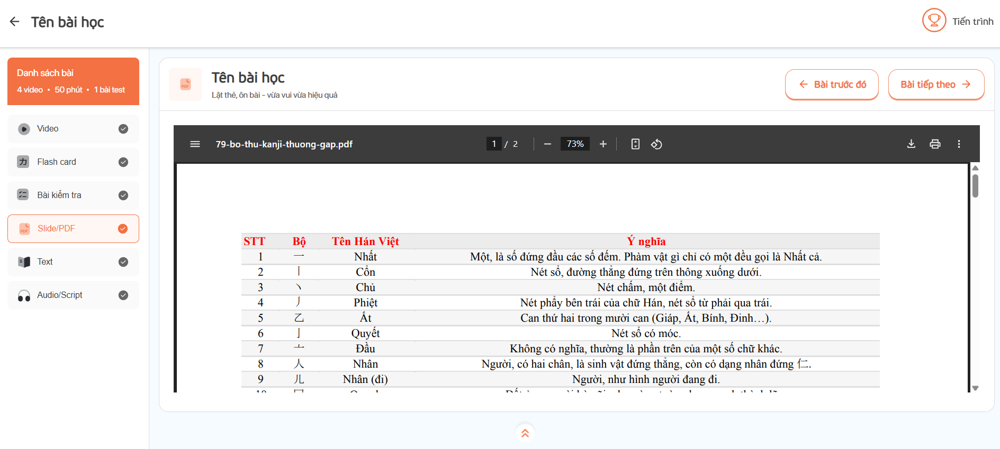 Tên bài học
Tiến trình
Danh sách bài
4 video • 50 phút • 1 bài test
Video
Flash card
Bài kiểm tra
Slide/PDF
Text
Audio/Script
Tên bài học
Lật thẻ, ôn bài - vừa vui vừa hiệu quả
Bài trước đó
Bài tiếp theo
79-bo-thu-kanji-thuong-gap.pdf
1 / 2
73%
STT Bộ Tên Hán Việt Ý nghĩa
1 一 Nhất Một, là số đứng đầu các số đếm. Phàm vật gì chỉ có một đều gọi là Nhất cả.
2 丨 Cổn Nét sổ, đường thẳng đứng trên thông xuống dưới.
3 丶 Chủ Nét chấm, một điểm.
4 丿 Phiệt Nét phẩy bên trái của chữ Hán, nét sổ từ phải qua trái.
5 乙 Ất Can thứ hai trong mười can (Giáp, Ất, Bính, Đinh…).
6 亅 Quyết Nét sổ có móc.
7 亠 Đầu Không có nghĩa, thường là phần trên của một số chữ khác.
8 人 Nhân Người, có hai chân, là sinh vật đứng thẳng, còn có dạng nhân đứng 仁.
9 儿 Nhân (đi) Người, như hình người đang đi.